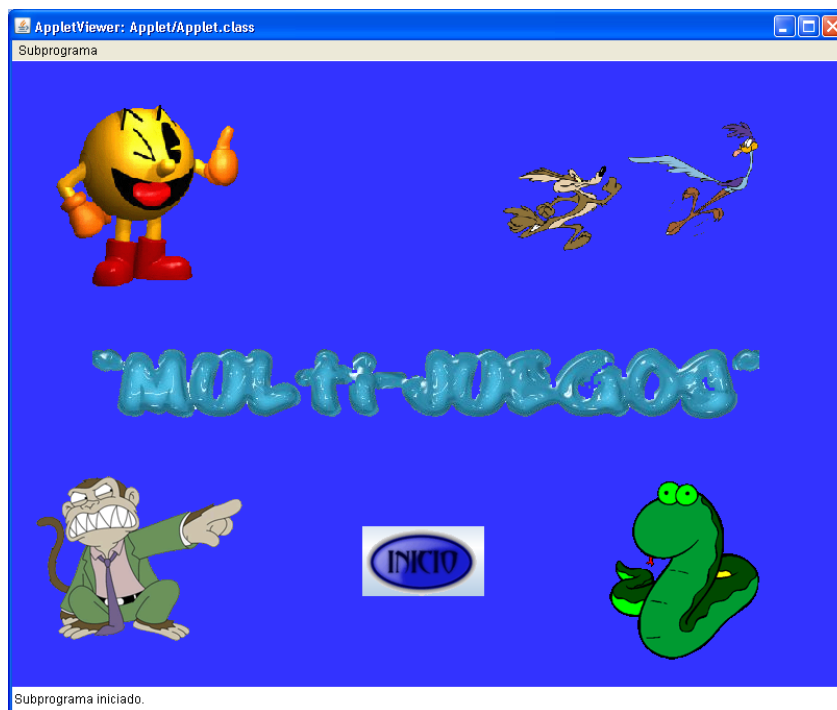 AppletViewer: Applet/Applet.class
Subprograma
"MULti-JUEGOS"
INICIO
Subprograma iniciado.